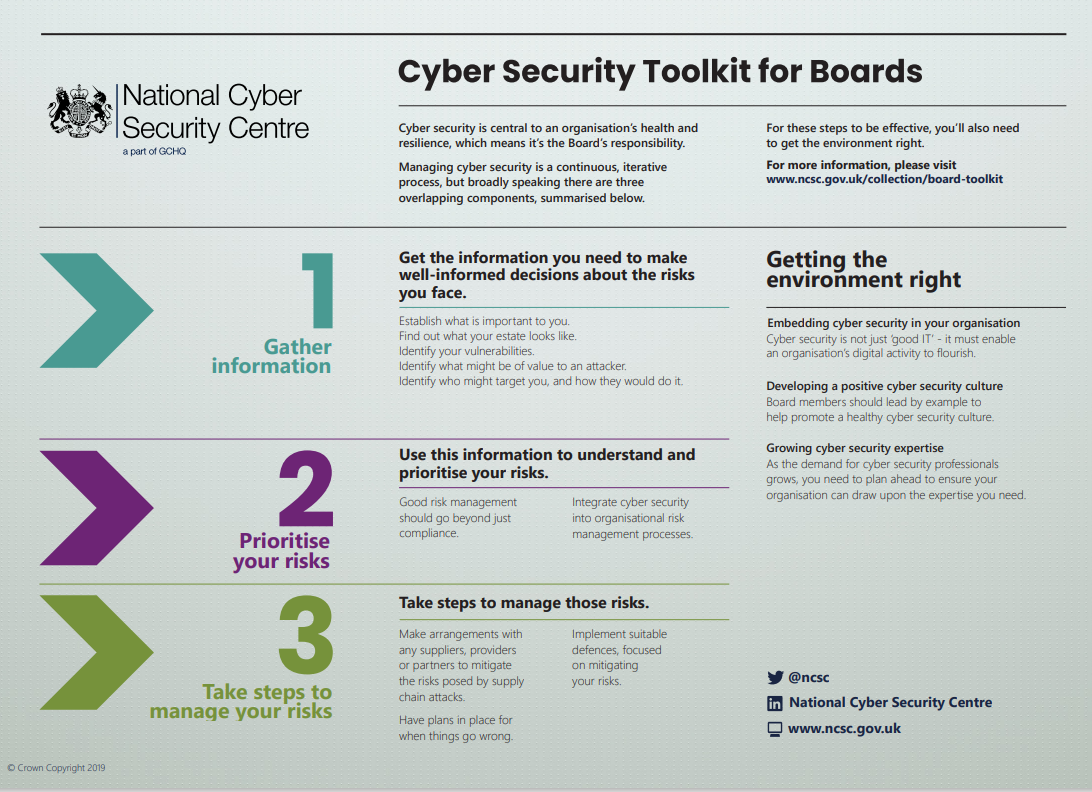 National Cyber
Security Centre
a part of GCHQ
Cyber Security Toolkit for Boards
Cyber security is central to an organisation's health and
resilience, which means it's the Board's responsibility.
Managing cyber security is a continuous, iterative
process, but broadly speaking there are three
overlapping components, summarised below.
For these steps to be effective, you'll also need
to get the environment right.
For more information, please visit
www.ncsc.gov.uk/collection/board-toolkit
1
Gather
information
Get the information you need to make
well-informed decisions about the risks
you face.
Establish what is important to you.
Find out what your estate looks like.
Identify your vulnerabilities.
Identify what might be of value to an attacker.
Identify who might target you, and how they would do it.
2
Prioritise
your risks
Use this information to understand and
prioritise your risks.
Good risk management
should go beyond just
compliance.
Integrate cyber security
into organisational risk
management processes.
3
Take steps to
manage your risks
Take steps to manage those risks.
Make arrangements with
any suppliers, providers
or partners to mitigate
the risks posed by supply
chain attacks.
Have plans in place for
when things go wrong.
Implement suitable
defences, focused
on mitigating
your risks.
Getting the
environment right
Embedding cyber security in your organisation
Cyber security is not just 'good IT' - it must enable
an organisation's digital activity to flourish.
Developing a positive cyber security culture
Board members should lead by example to
help promote a healthy cyber security culture.
Growing cyber security expertise
As the demand for cyber security professionals
grows, you need to plan ahead to ensure your
organisation can draw upon the expertise you need.
@ncsc
National Cyber Security Centre
www.ncsc.gov.uk
© Crown Copyright 2019